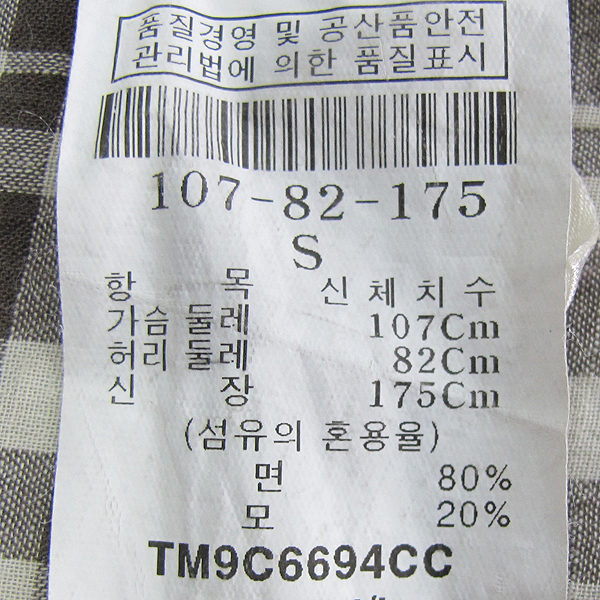 품질경영 및 공산품안전
관리법에 의한 품질표시
107-82-175
S
항 목 신체치수
가슴 둘레 107Cm
허리 둘레 82Cm
신 장 175Cm
(섬유의 혼용율)
면 80%
모 20%
TM9C6694CC